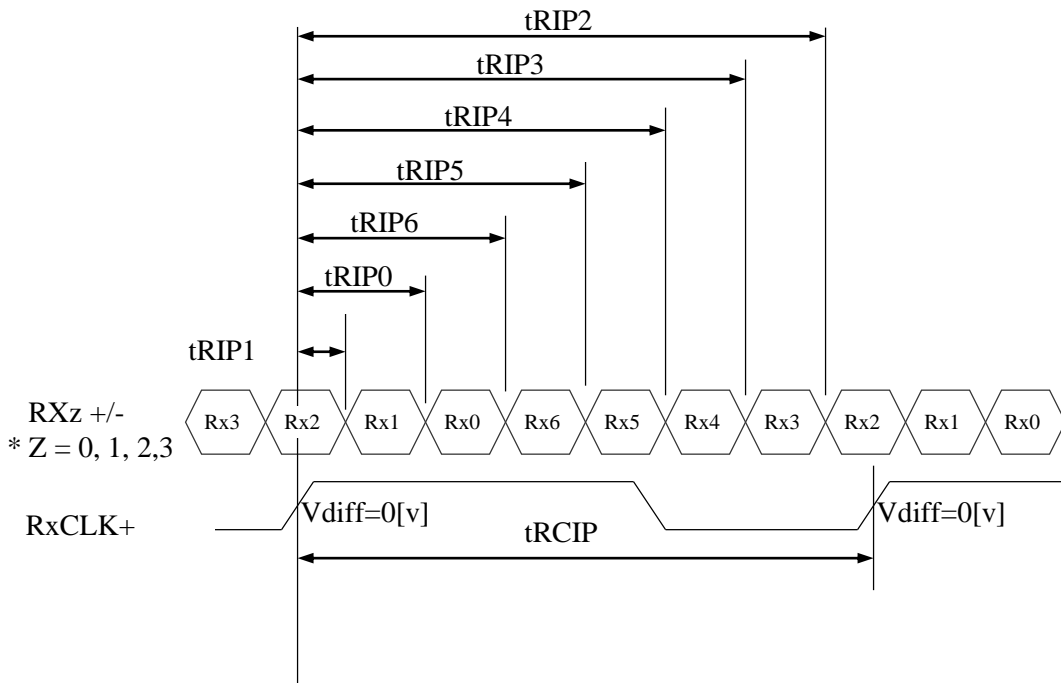 tRIP2
tRIP3
tRIP4
tRIP5
tRIP6
tRIP0
tRIP1
RXz +/-
* Z = 0, 1, 2,3
Rx3 Rx2 Rx1 Rx0 Rx6 Rx5 Rx4 Rx3 Rx2 Rx1 Rx0
RxCLK+
Vdiff=0[v] Vdiff=0[v]
tRCIP